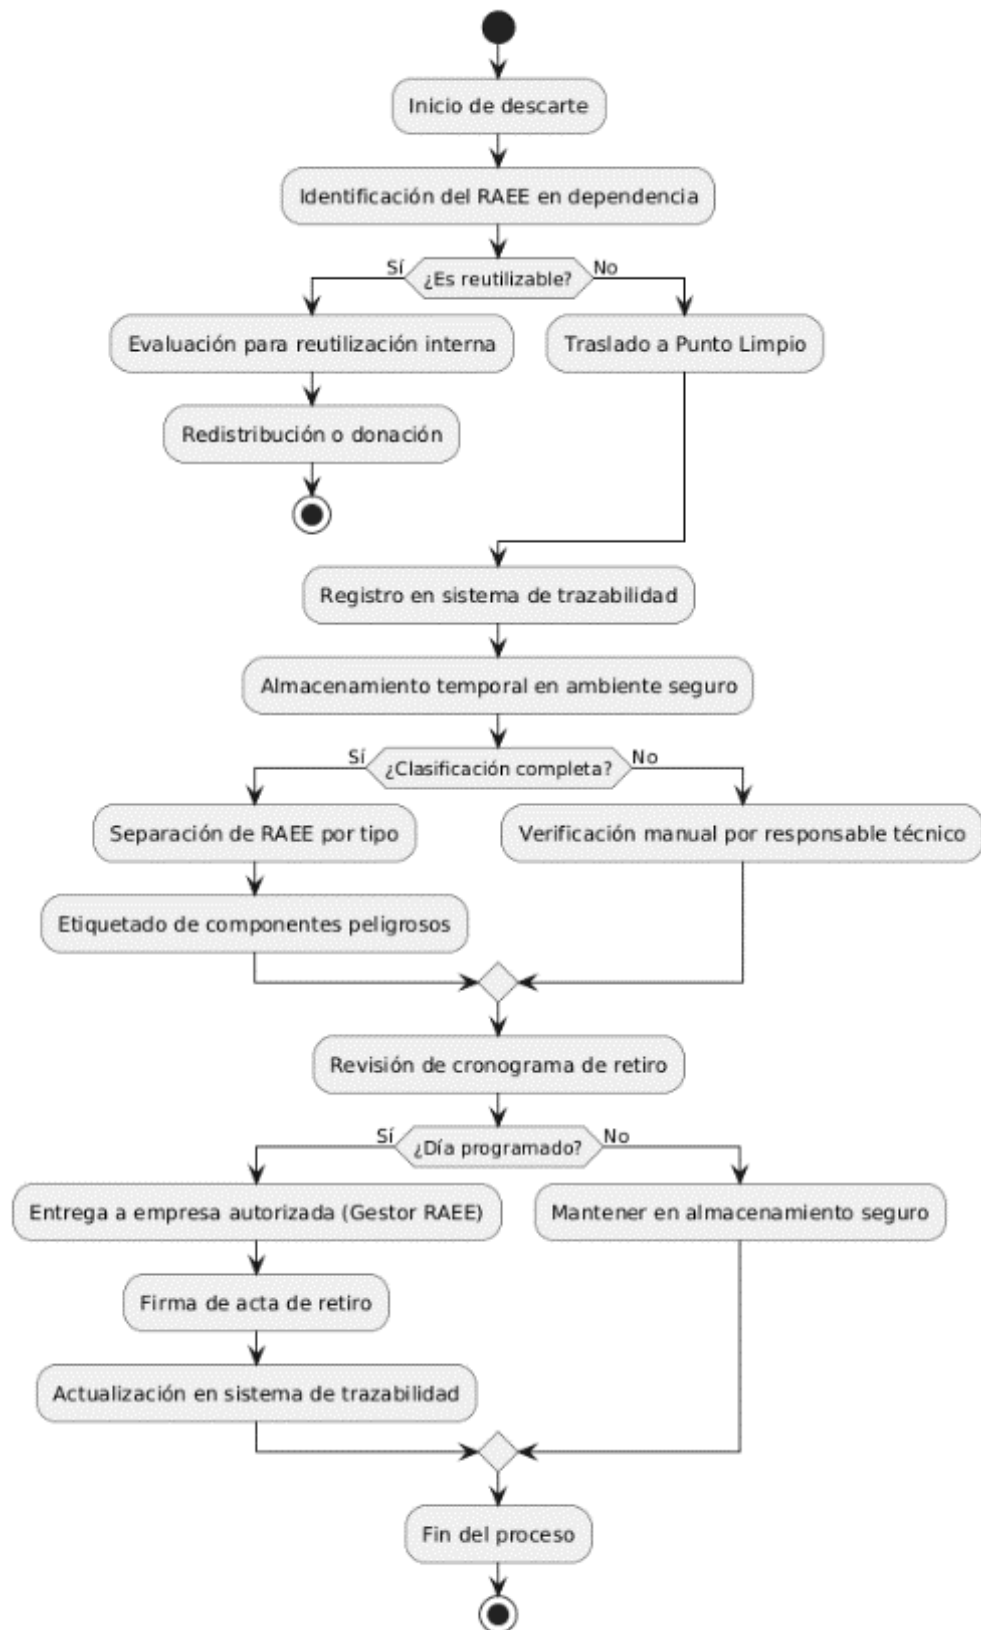 Inicio de descarte
Identificación del RAEE en dependencia
Sí
¿Es reutilizable?
No
Evaluación para reutilización interna
Traslado a Punto Limpio
Redistribución o donación
Registro en sistema de trazabilidad
Almacenamiento temporal en ambiente seguro
Sí
¿Clasificación completa?
No
Separación de RAEE por tipo
Verificación manual por responsable técnico
Etiquetado de componentes peligrosos
Revisión de cronograma de retiro
Sí
¿Día programado?
No
Entrega a empresa autorizada (Gestor RAEE)
Mantener en almacenamiento seguro
Firma de acta de retiro
Actualización en sistema de trazabilidad
Fin del proceso